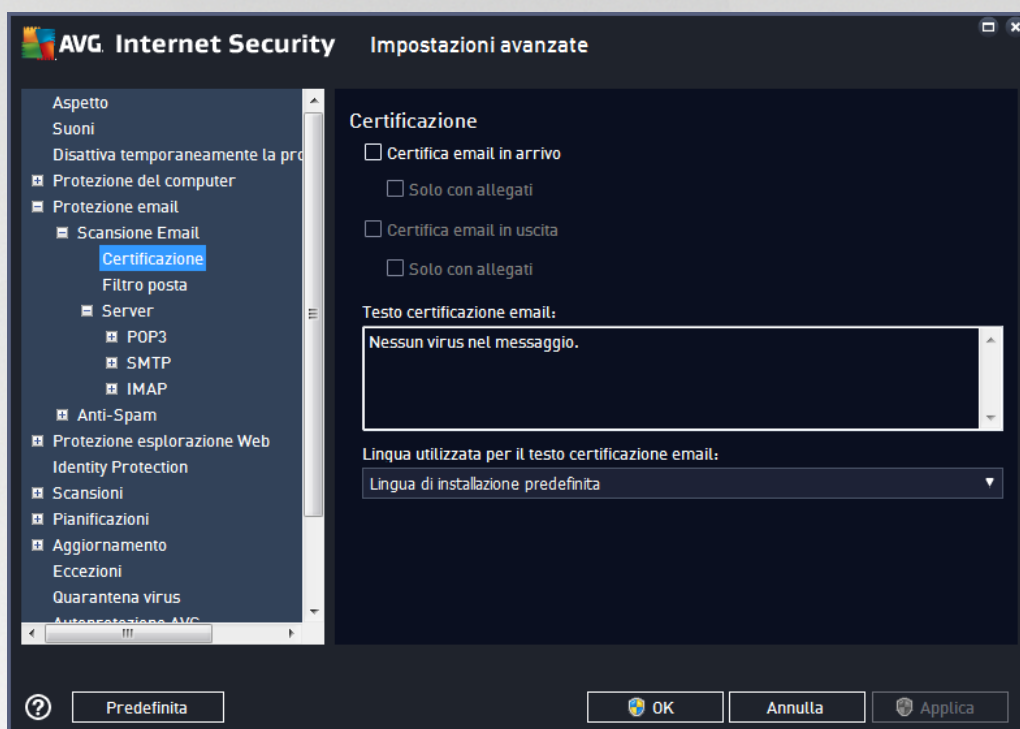 AVG. Internet Security Impostazioni avanzate
Aspetto
Suoni
Disattiva temporaneamente la pro
Protezione del computer
Protezione email
Scansione Email
Certificazione
Filtro posta
Server
POP3
SMTP
IMAP
Anti-Spam
Protezione esplorazione Web
Identity Protection
Scansioni
Pianificazioni
Aggiornamento
Eccezioni
Quarantena virus
Autoprotezione AVG
Certificazione
Certifica email in arrivo
Solo con allegati
Certifica email in uscita
Solo con allegati
Testo certificazione email:
Nessun virus nel messaggio.
Lingua utilizzata per il testo certificazione email:
Lingua di installazione predefinita
Predefinita
OK
Annulla
Applica